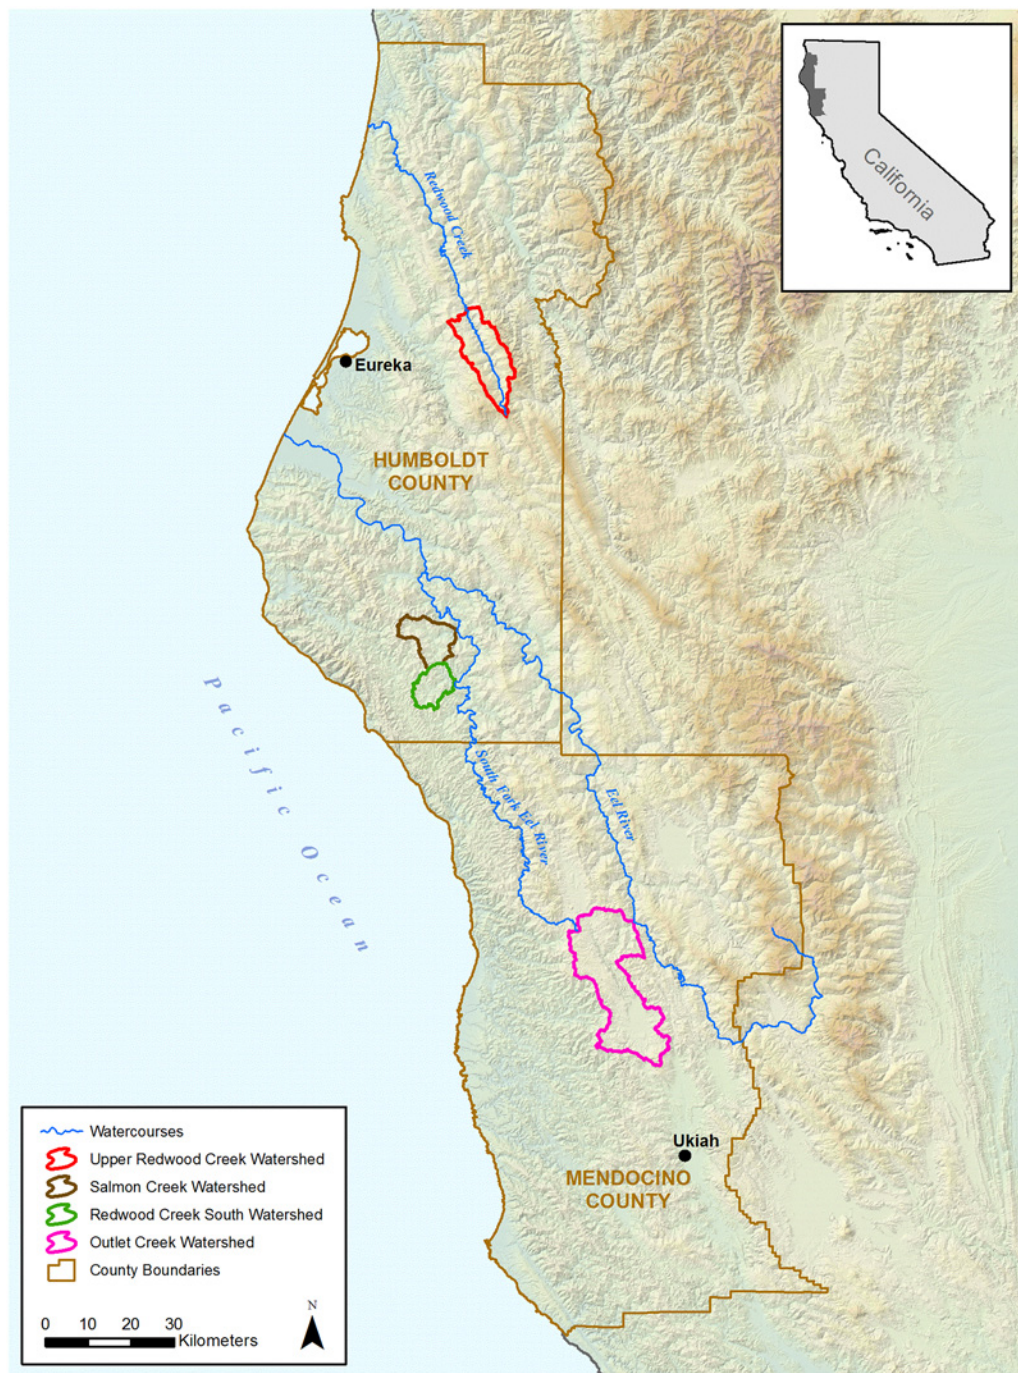 California
Redwood Creek
Eureka
HUMBOLDT
COUNTY
Pacific Ocean
South Fork Eel River
Eel River
Ukiah
MENDOCINO
COUNTY
Watercourses
Upper Redwood Creek Watershed
Salmon Creek Watershed
Redwood Creek South Watershed
Outlet Creek Watershed
County Boundaries
0 10 20 30
Kilometers
N